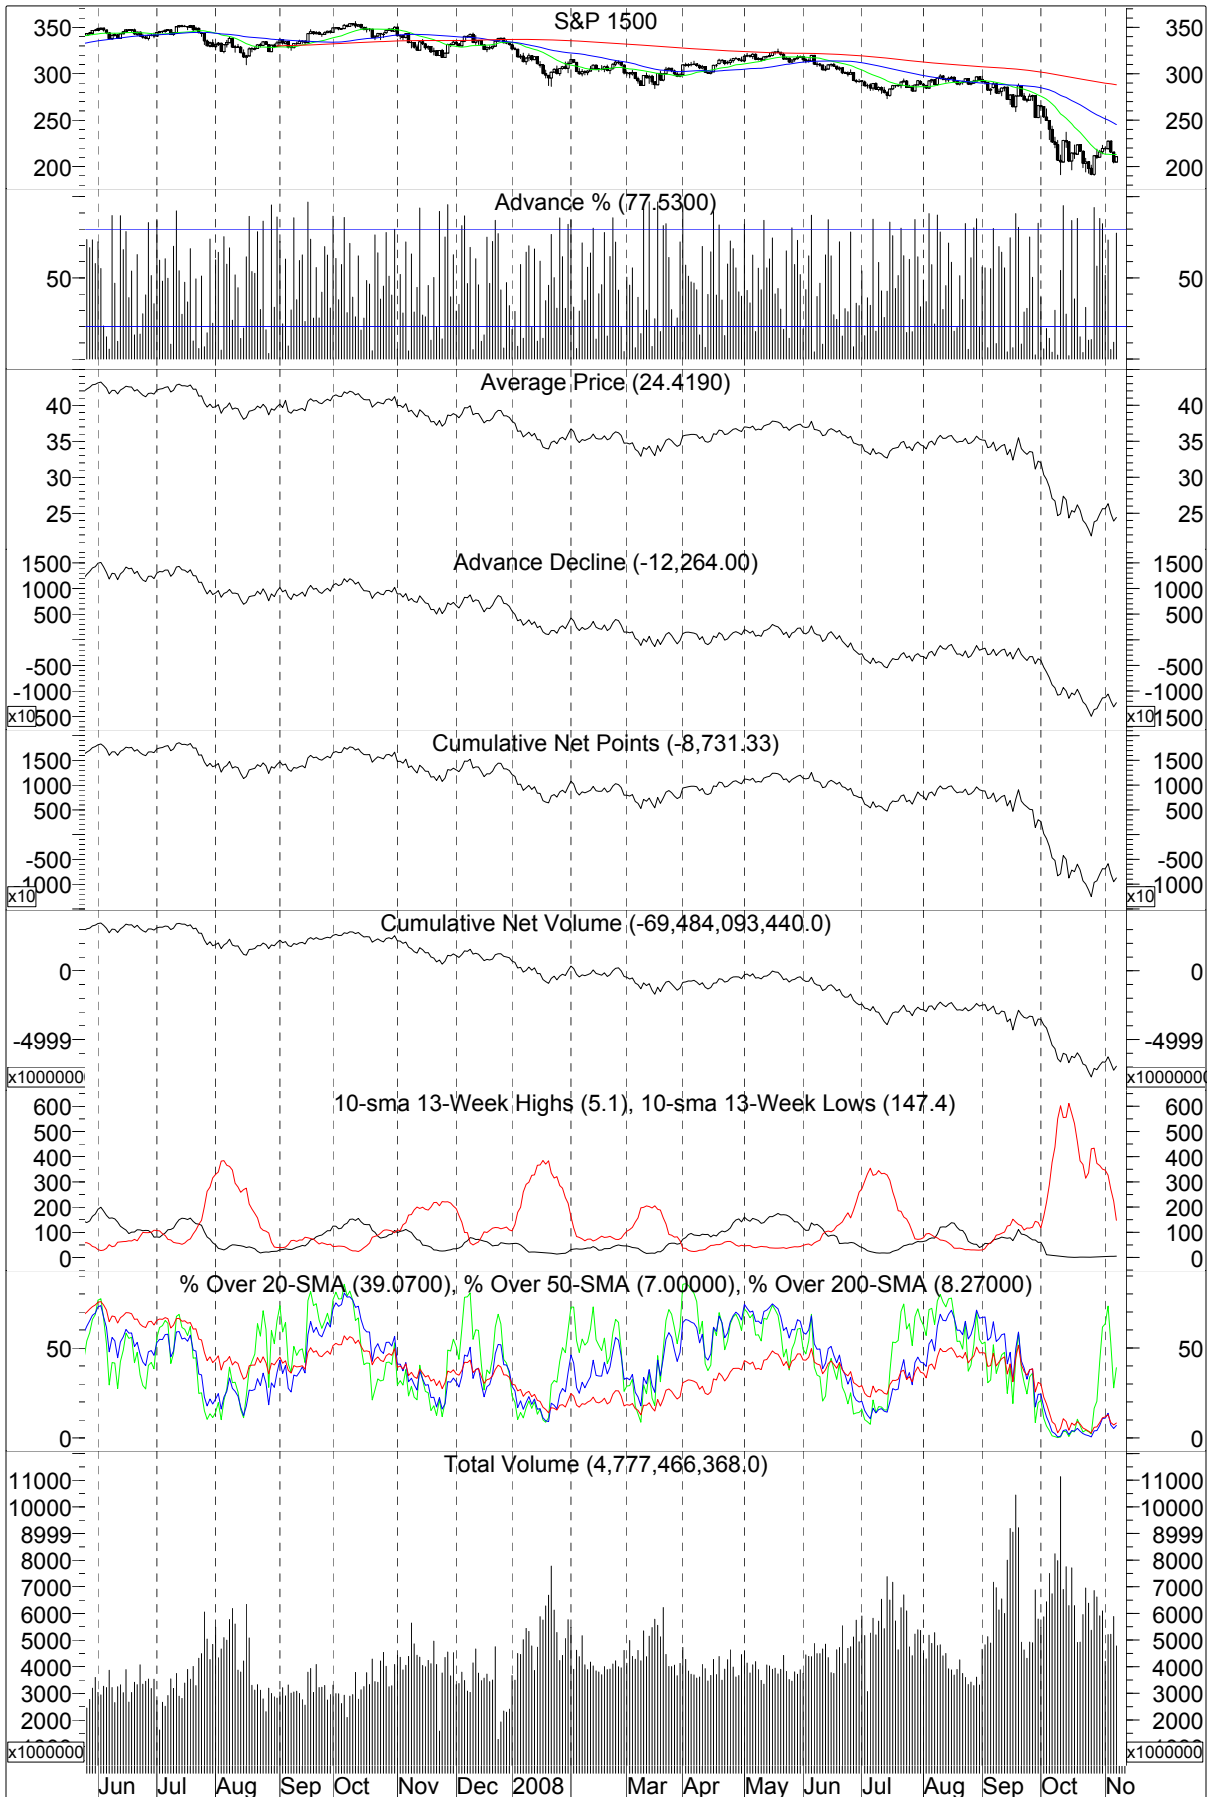 S&P 1500
350 350
300 300
250 250
200 200
Advance % (77.5300)
50 50
Average Price (24.4190)
40 40
35 35
30 30
25 25
Advance Decline (-12,264.00)
1500 1500
1000 1000
500 500
-500 -500
-1000 -1000
x10 500 x10 1500
Cumulative Net Points (-8,731.33)
1500 1500
1000 1000
500 500
-500 -500
x10 1000 x10 1000
Cumulative Net Volume (-69,484,093,440.0)
0 0
-4999 -4999
x1000000 x1000000
10-sma 13-Week Highs (5.1), 10-sma 13-Week Lows (147.4)
600 600
500 500
400 400
300 300
200 200
100 100
0 0
% Over 20-SMA (39.0700), % Over 50-SMA (7.00000), % Over 200-SMA (8.27000)
50 50
0 0
Total Volume (4,777,466,368.0)
11000 11000
10000 10000
8999 8999
8000 8000
7000 7000
6000 6000
5000 5000
4000 4000
3000 3000
2000 2000
x1000000 x1000000
Jun Jul Aug Sep Oct Nov Dec 2008 Mar Apr May Jun Jul Aug Sep Oct No